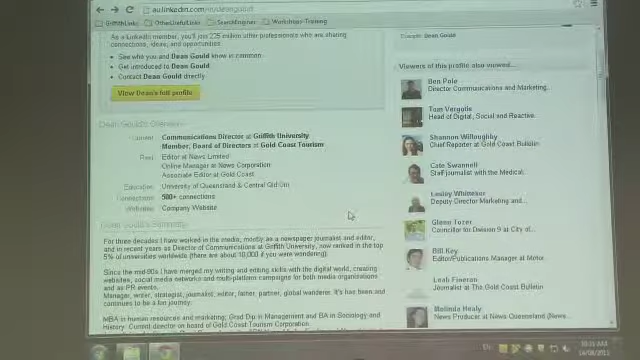 au.linkedin.com/in/deangould
GriffithLinks
OtherUsefulLinks
SearchEngines
Workshops-Training
As a LinkedIn member, you'll join 225 million other professionals who are sharing
connections, ideas, and opportunities.
See who you and Dean Gould know in common
Get introduced to Dean Gould
Contact Dean Gould directly
View Dean's full profile
Dean Gould's Overview
Current
Communications Director at Griffith University
Member, Board of Directors at Gold Coast Tourism
Past
Editor at News Limited
Online Manager at News Corporation
Associate Editor at Gold Coast
Education
University of Queensland & Central Qld Uni
Connections
500+ connections
Websites
Company Website
Dean Gould's Summary
For three decades I have worked in the media, mostly as a newspaper journalist and editor,
and in recent years as Director of Communications at Griffith University, now ranked in the top
5% of universities worldwide (there are about 10,000 if you were wondering).
Since the mid-90s I have merged my writing and editing skills with the digital world, creating
websites, social media networks and multi-platform campaigns for both media organisations
and as PR events.
Manager, writer, strategist, journalist, editor, father, partner, global wanderer. It's has been and
continues to be a fun journey.
MBA in human resources and marketing; Grad Dip in Management and BA in Sociology and
History. Current director on board of Gold Coast Tourism Corporation.
Dean Gould
Viewers of this profile also viewed...
Ben Pole
Director Communications and Marketing...
Tom Vergotis
Head of Digital, Social and Reactive...
Shannon Willoughby
Chief Reporter at Gold Coast Bulletin
Cate Swannell
Staff journalist with the Medical...
Lesley Whiteman
Deputy Director Marketing and...
Glenn Tozer
Councillor for Division 9 at City of...
Bill Key
Editor/Publications Manager at Motor
Leah Fineran
Journalist at The Gold Coast Bulletin
Melinda Healy
News Producer at News Queensland (News...
EN